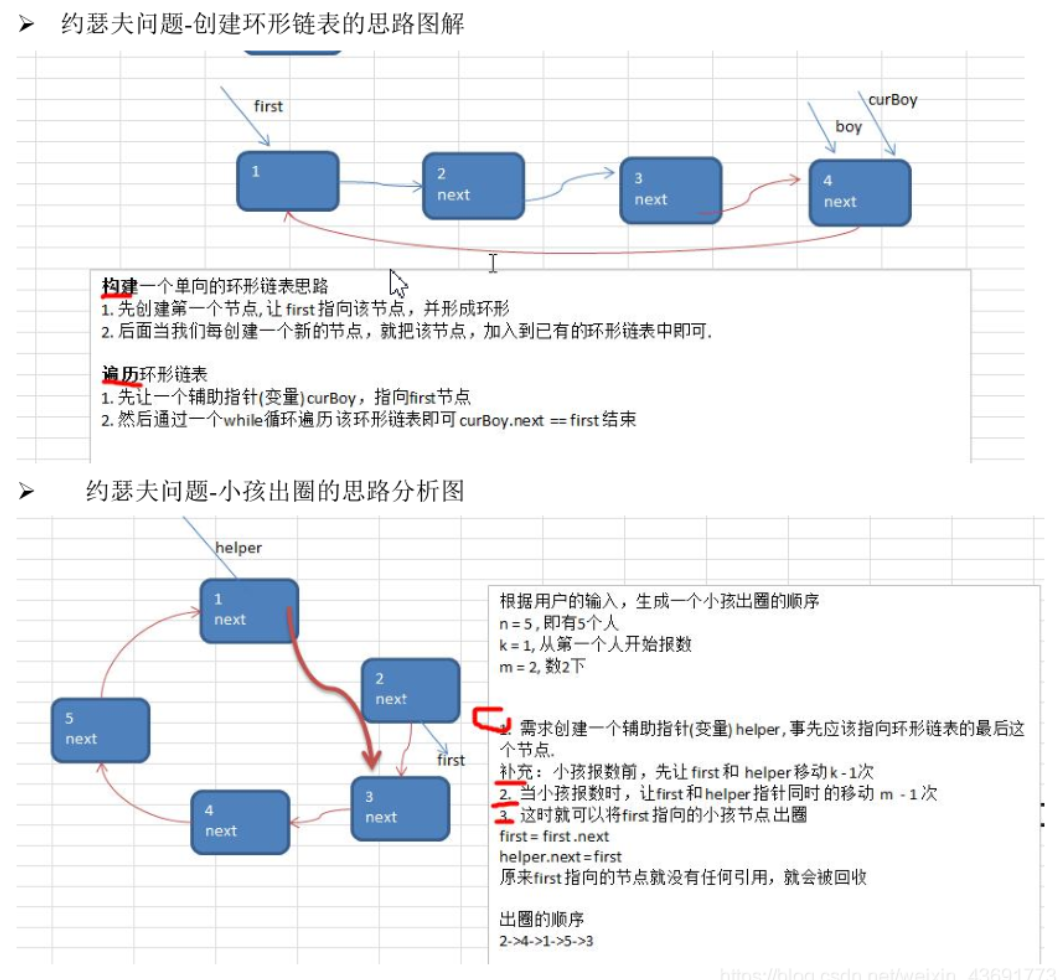 ➢ 约瑟夫问题-创建环形链表的思路图解
first
curBoy
boy
1
2
next
3
next
4
next
构建一个单向的环形链表思路
1. 先创建第一个节点, 让 first 指向该节点，并形成环形
2. 后面当我们每创建一个新的节点，就把该节点，加入到已有的环形链表中即可.
遍历环形链表
1. 先让一个辅助指针(变量) curBoy，指向first节点
2. 然后通过一个while循环遍历 该环形链表即可 curBoy.next == first 结束
➢ 约瑟夫问题-小孩出圈的思路分析图
helper
1
next
2
next
first
3
next
4
next
5
next
根据用户的输入，生成一个小孩出圈的顺序
n = 5 , 即有5个人
k = 1, 从第一个人开始报数
m = 2, 数2下
1. 需求创建一个辅助指针(变量) helper , 事先应该指向环形链表的最后这
个节点.
补充： 小孩报数前，先让 first 和 helper 移动 k - 1次
2. 当小孩报数时，让first 和 helper 指针同时 的移动 m - 1 次
3. 这时就可以将first 指向的小孩节点 出圈
first = first .next
helper.next = first
原来first 指向的节点就没有任何引用，就会被回收
出圈的顺序
2->4->1->5->3
https://blog.csdn.net/weixin_43691773